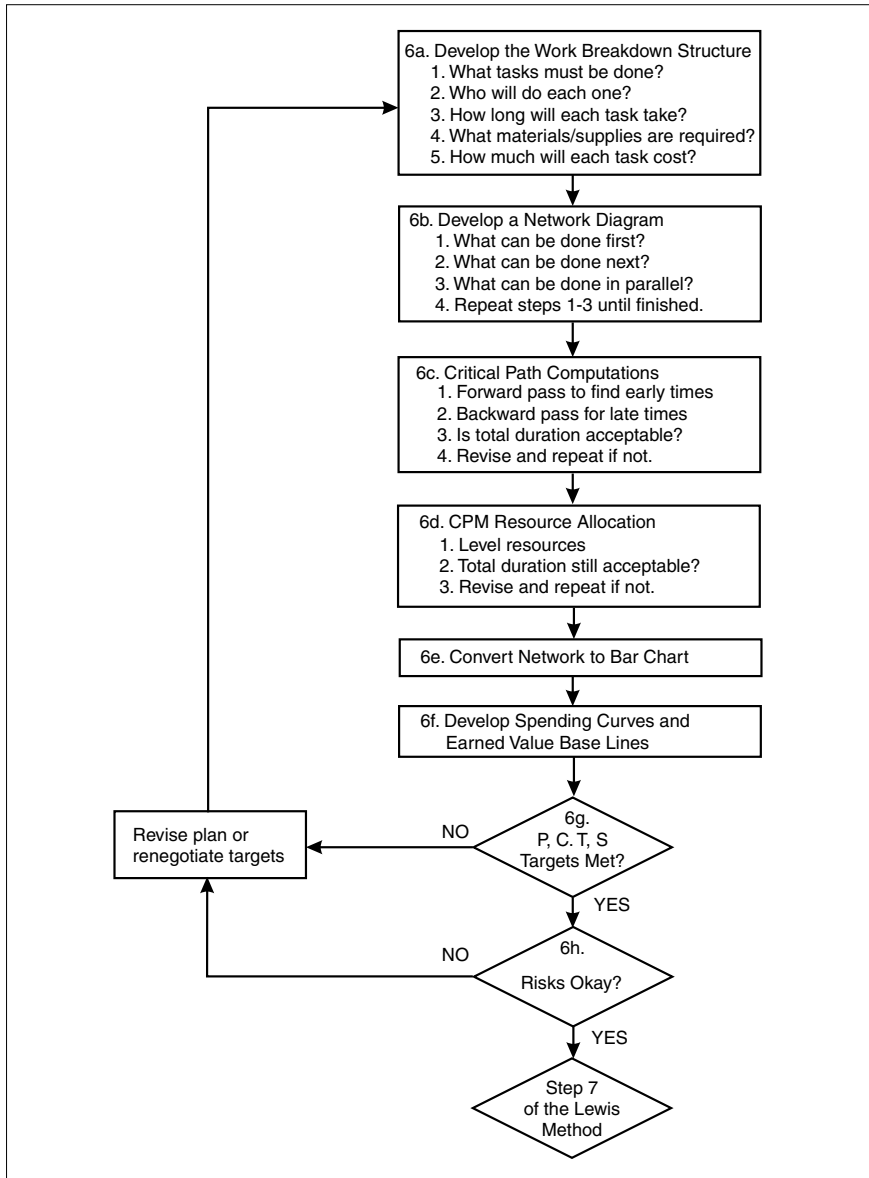 6a. Develop the Work Breakdown Structure
1. What tasks must be done?
2. Who will do each one?
3. How long will each task take?
4. What materials/supplies are required?
5. How much will each task cost?
6b. Develop a Network Diagram
1. What can be done first?
2. What can be done next?
3. What can be done in parallel?
4. Repeat steps 1-3 until finished.
6c. Critical Path Computations
1. Forward pass to find early times
2. Backward pass for late times
3. Is total duration acceptable?
4. Revise and repeat if not.
6d. CPM Resource Allocation
1. Level resources
2. Total duration still acceptable?
3. Revise and repeat if not.
6e. Convert Network to Bar Chart
6f. Develop Spending Curves and
Earned Value Base Lines
6g.
P, C. T, S
Targets Met?
NO
Revise plan or
renegotiate targets
YES
6h.
Risks Okay?
NO
YES
Step 7
of the Lewis
Method